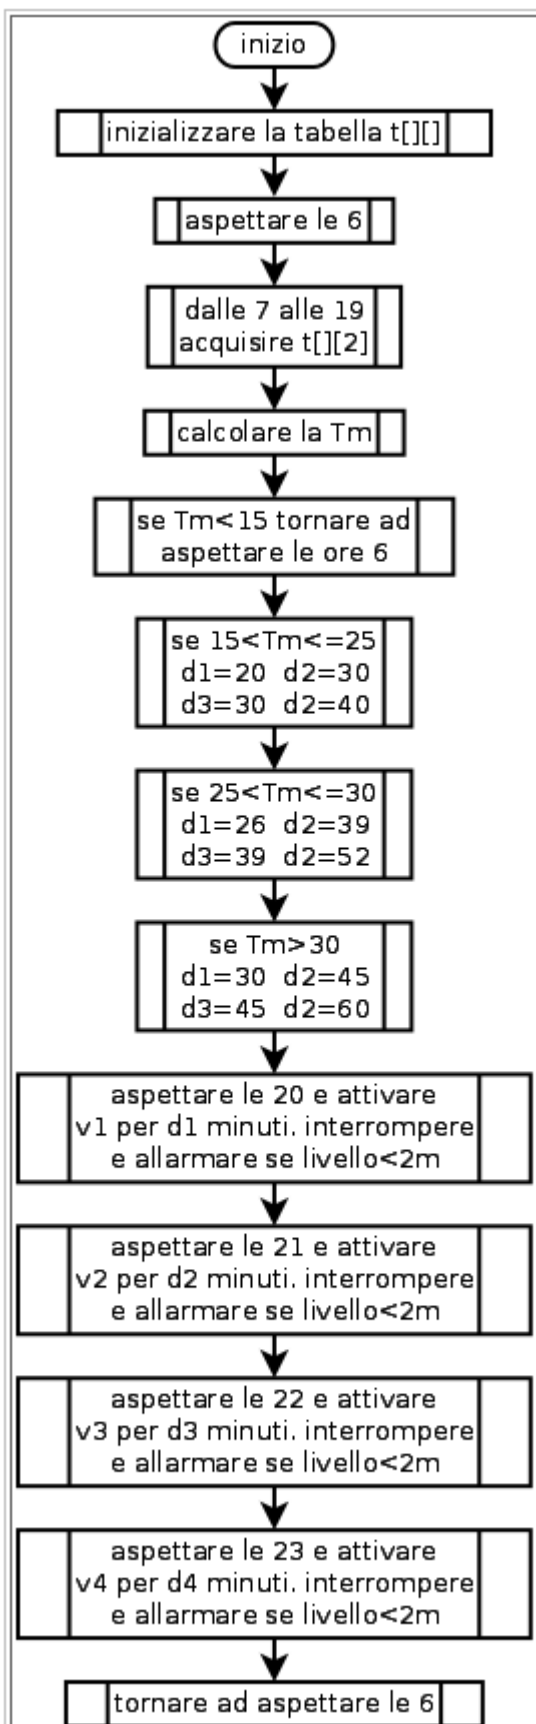 inizio
inizializzare la tabella t[][]
aspettare le 6
dalle 7 alle 19
acquisire t[][2]
calcolare la Tm
se Tm<15 tornare ad
aspettare le ore 6
se 15<Tm<=25
d1=20 d2=30
d3=30 d2=40
se 25<Tm<=30
d1=26 d2=39
d3=39 d2=52
se Tm>30
d1=30 d2=45
d3=45 d2=60
aspettare le 20 e attivare
v1 per d1 minuti. interrompere
e allarmare se livello<2m
aspettare le 21 e attivare
v2 per d2 minuti. interrompere
e allarmare se livello<2m
aspettare le 22 e attivare
v3 per d3 minuti. interrompere
e allarmare se livello<2m
aspettare le 23 e attivare
v4 per d4 minuti. interrompere
e allarmare se livello<2m
tornare ad aspettare le 6